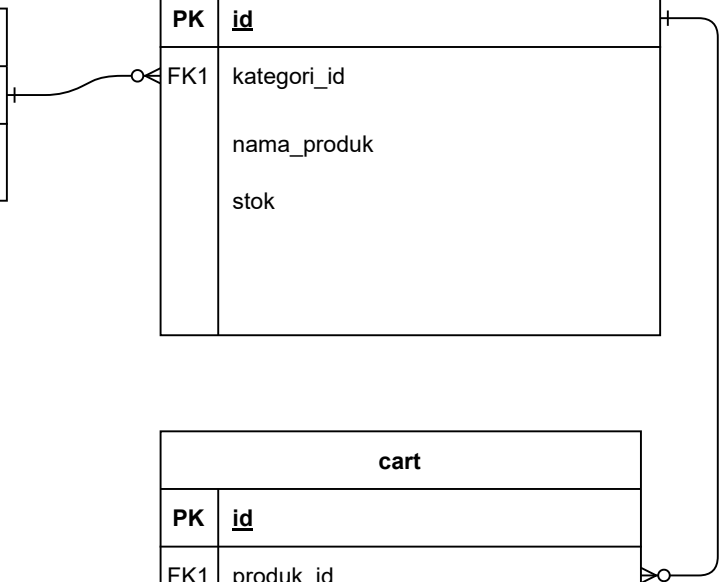 PK id
FK1 kategori_id
nama_produk
stok
cart
PK id
FK1 produk_id